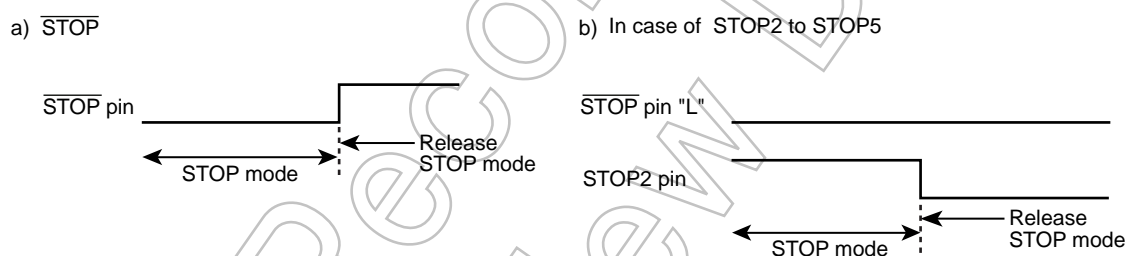 a) STOP
STOP pin
STOP mode
Release
STOP mode
b) In case of STOP2 to STOP5
STOP pin "L"
STOP2 pin
STOP mode
Release
STOP mode